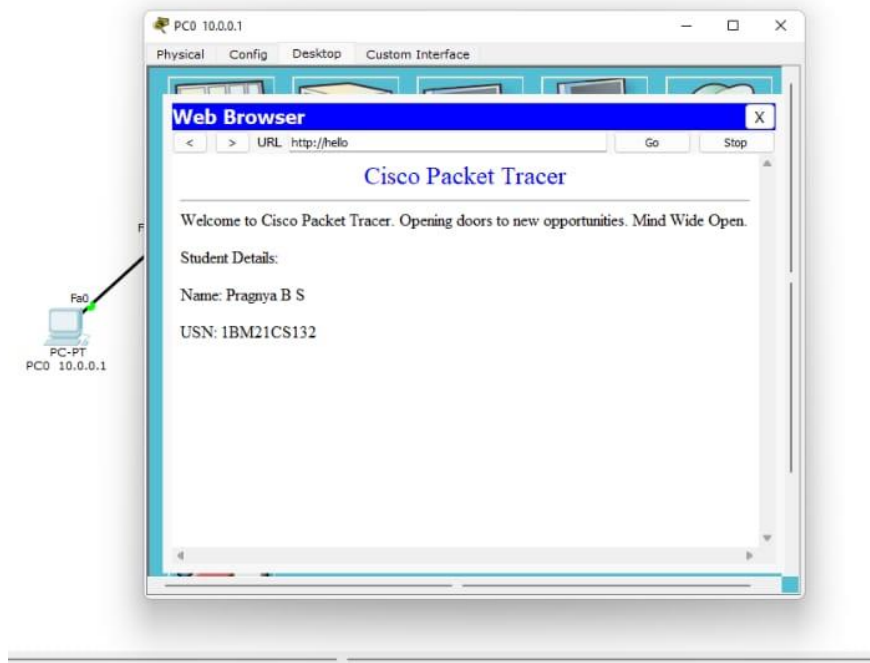 PC0 10.0.0.1
Physical Config Desktop Custom Interface
Web Browser X
< > URL http://hello Go Stop
Cisco Packet Tracer
Welcome to Cisco Packet Tracer. Opening doors to new opportunities. Mind Wide Open.
Student Details:
Name: Pragnya B S
USN: 1BM21CS132
F
Fa0
PC-PT
PC0 10.0.0.1